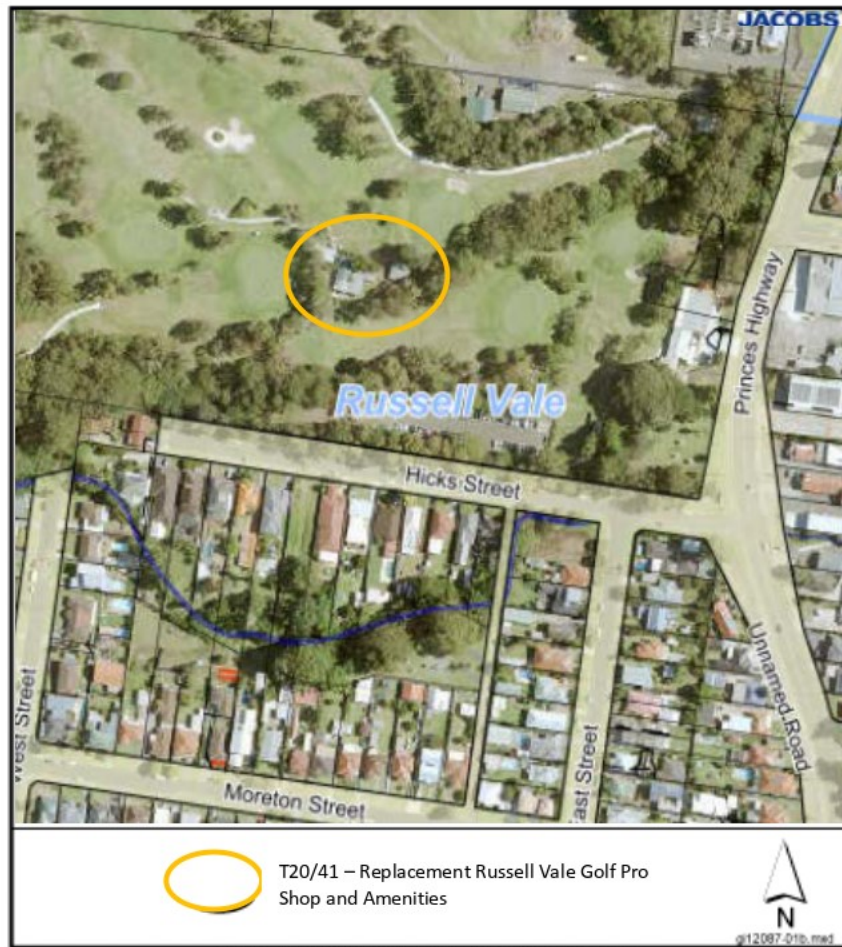 JACOBS
Princes Highway
Russell Vale
Hicks Street
Unnamed Road
West Street
East Street
Moreton Street
T20/41 – Replacement Russell Vale Golf Pro
Shop and Amenities
N
gi12087-01b.mxd